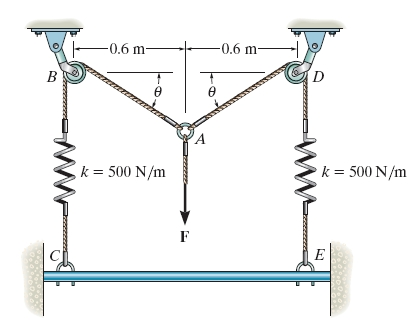 0.6 m 0.6 m
B θ θ D
A
k = 500 N/m k = 500 N/m
F
C E